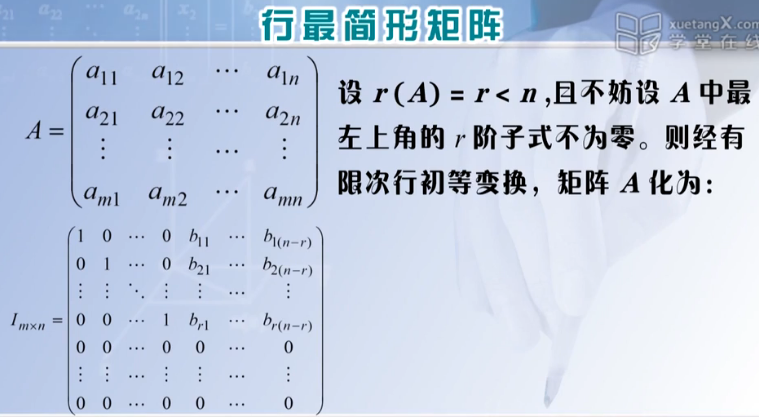 行最简形矩阵
xuetangX.com
学堂在线
A = \begin{pmatrix} a_{11} & a_{12} & \cdots & a_{1n} \\ a_{21} & a_{22} & \cdots & a_{2n} \\ \vdots & \vdots & \cdots & \vdots \\ a_{m1} & a_{m2} & \cdots & a_{mn} \end{pmatrix}
设 r(A) = r < n ,且不妨设 A 中最
左上角的 r 阶子式不为零。则经有
限次行初等变换，矩阵 A 化为：
I_{m×n} = \begin{pmatrix} 1 & 0 & \cdots & 0 & b_{11} & \cdots & b_{1(n-r)} \\ 0 & 1 & \cdots & 0 & b_{21} & \cdots & b_{2(n-r)} \\ \vdots & \vdots & \ddots & \vdots & \vdots & \cdots & \vdots \\ 0 & 0 & \cdots & 1 & b_{r1} & \cdots & b_{r(n-r)} \\ 0 & 0 & \cdots & 0 & 0 & \cdots & 0 \\ \vdots & \vdots & \cdots & \vdots & \vdots & \cdots & \vdots \\ 0 & 0 & \cdots & 0 & 0 & \cdots & 0 \end{pmatrix}